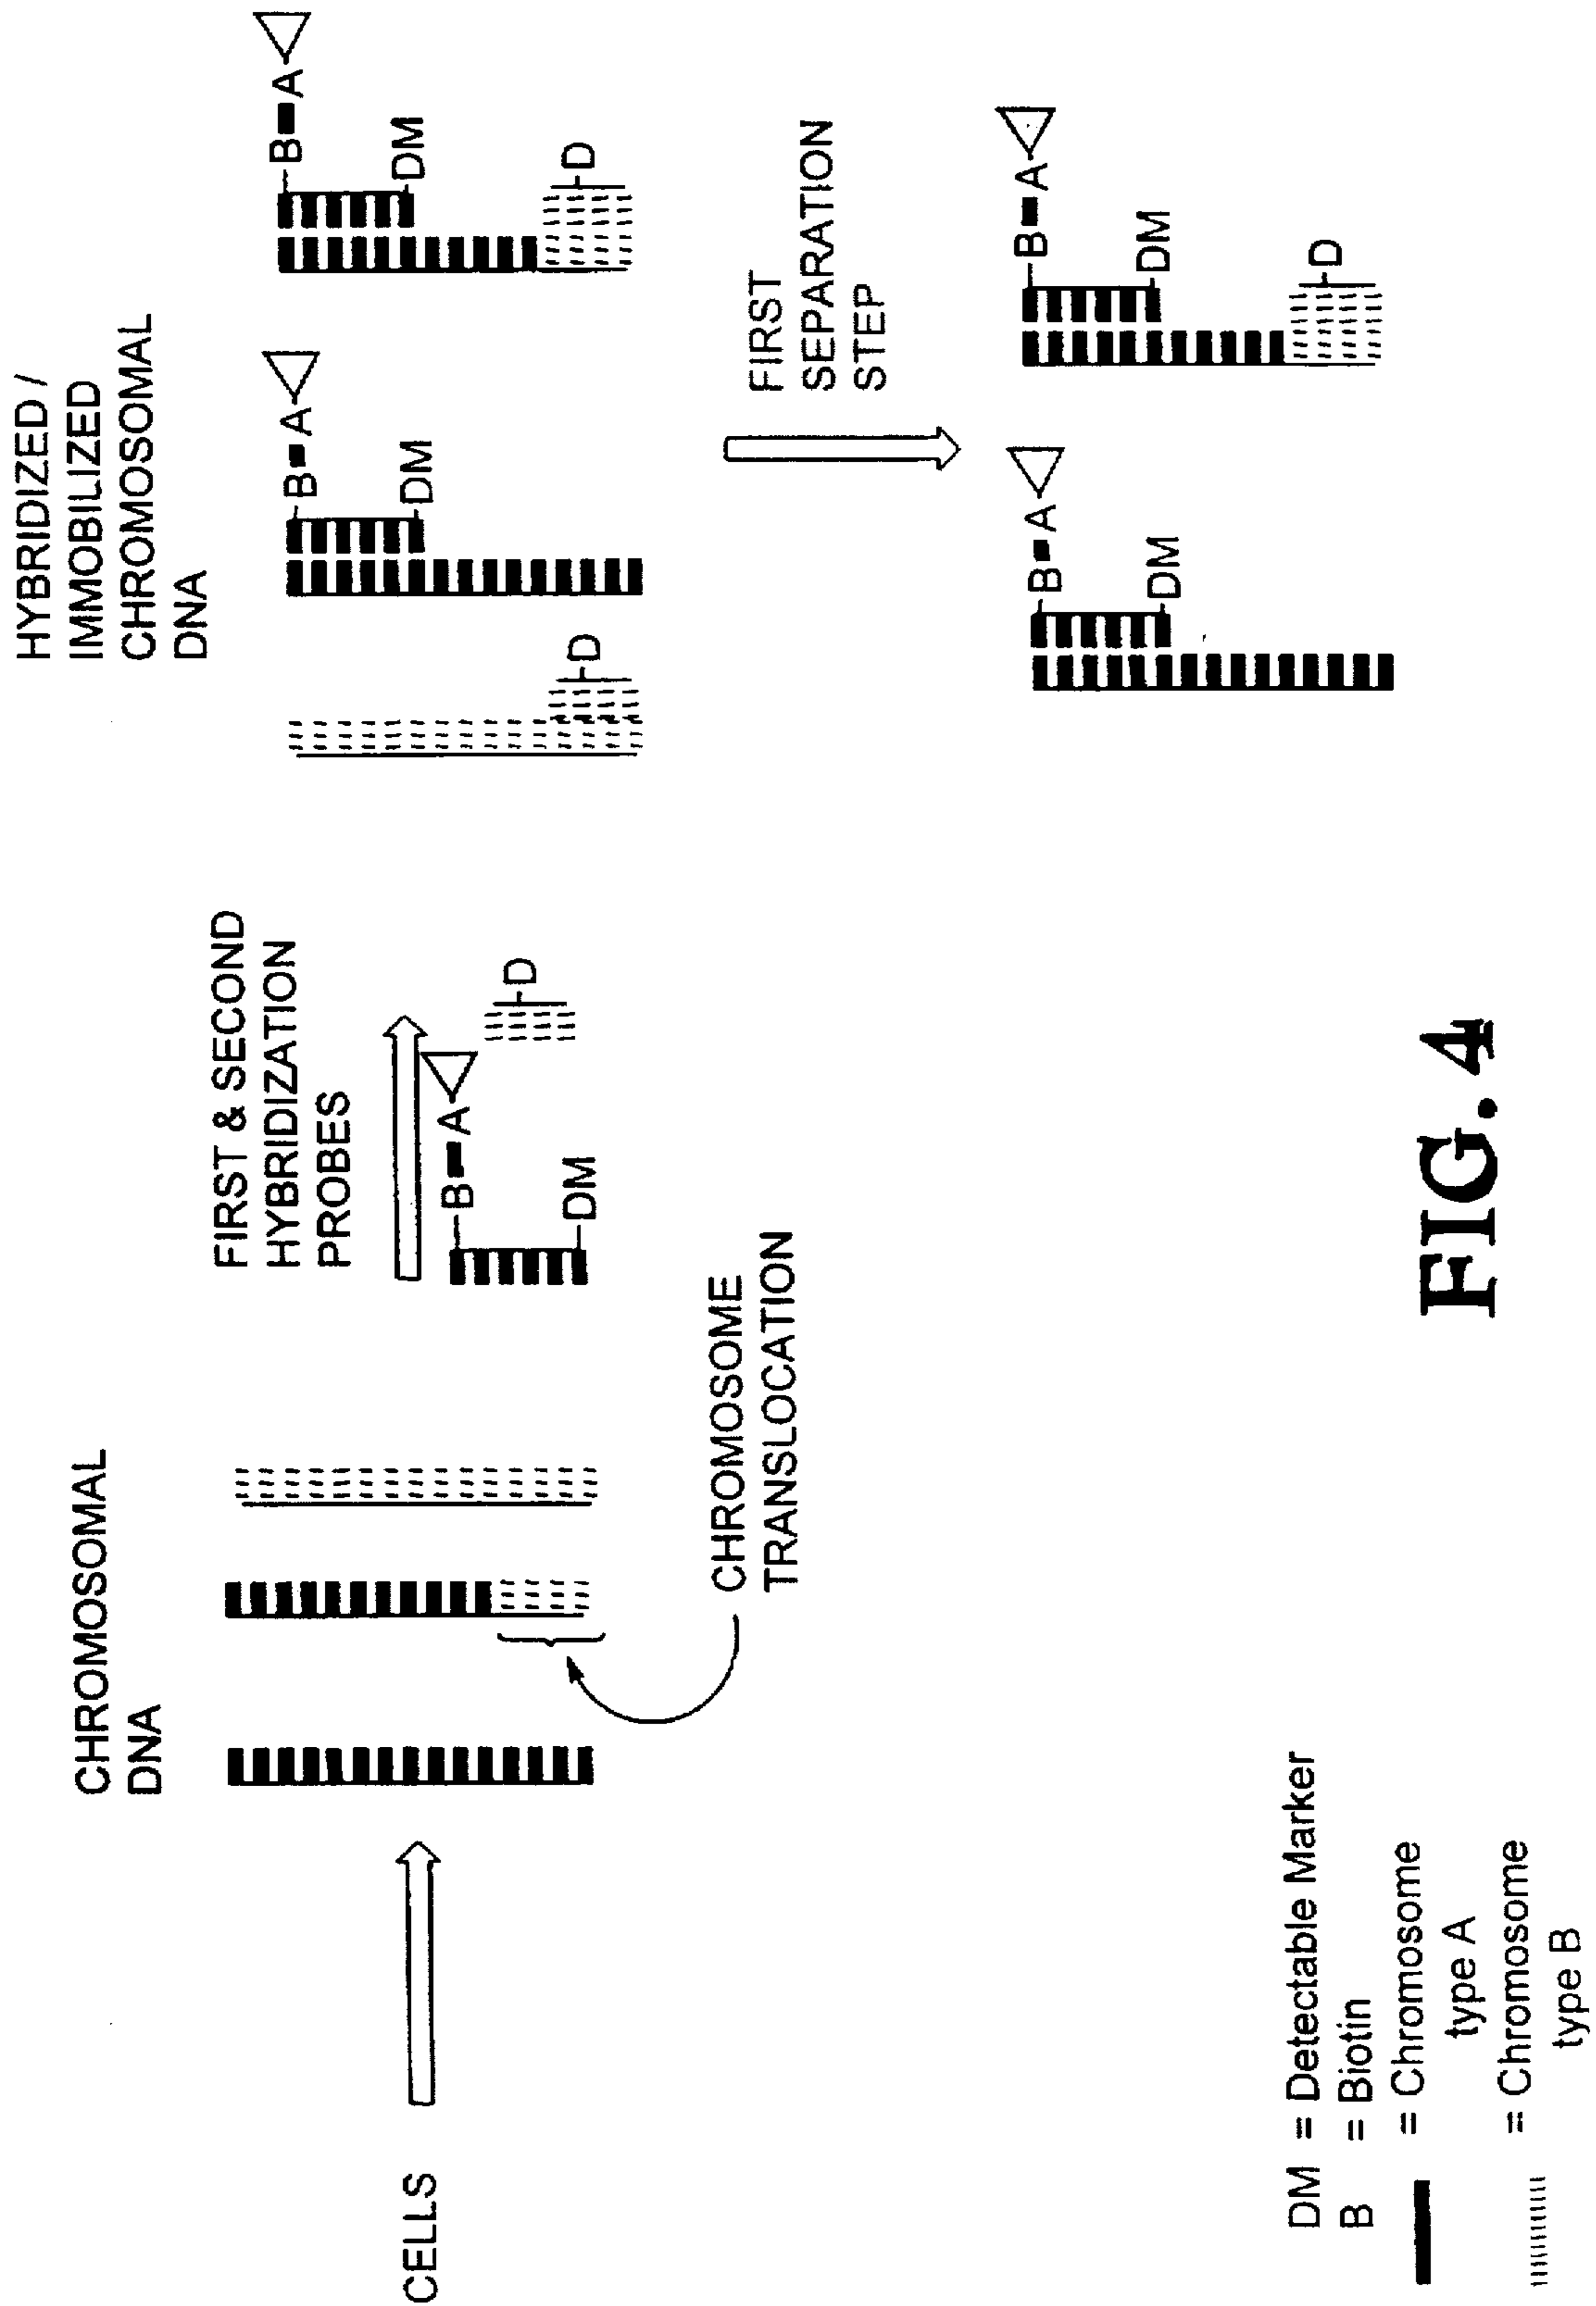 CELLS
CHROMOSOMAL
DNA
CHROMOSOME
TRANSLOCATION
FIRST & SECOND
HYBRIDIZATION
PROBES
B A
DM
D
HYBRIDIZED /
IMMOBILIZED
CHROMOSOMAL
DNA
D
B A
DM
B A
DM
D
FIRST
SEPARATION
STEP
B A
DM
B A
DM
D
DM = Detectable Marker
B = Biotin
= Chromosome
type A
= Chromosome
type B
FIG. 4